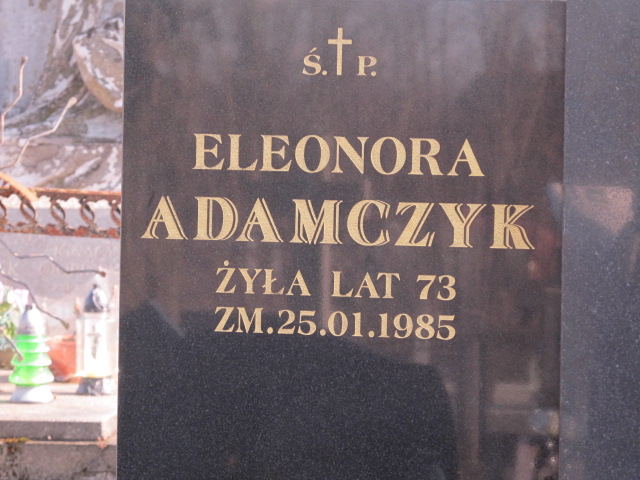 Ś.†P.
ELEONORA
ADAMCZYK
ŻYŁA LAT 73
ZM.25.01.1985